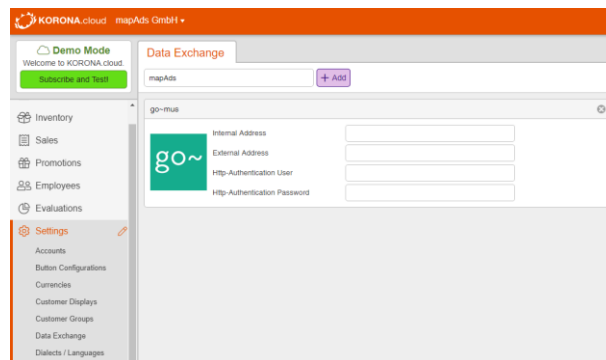 KORONA.cloud mapAds GmbH
Demo Mode
Welcome to KORONA.cloud.
Subscribe and Test!!
Inventory
Sales
Promotions
Employees
Evaluations
Settings
Accounts
Button Configurations
Currencies
Customer Displays
Customer Groups
Data Exchange
Dialects / Languages
Data Exchange
mapAds
+ Add
go~mus
go~
Internal Address
External Address
Http-Authentication User
Http-Authentication Password